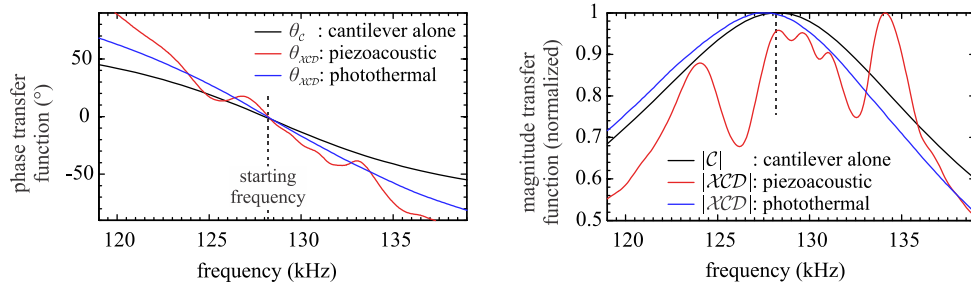 phase transfer
function (°)
50
0
-50
θ_C : cantilever alone
θ_XCD: piezoacoustic
θ_XCD: photothermal
starting
frequency
120 125 130 135
frequency (kHz)
magnitude transfer
function (normalized)
1
0.9
0.8
0.7
0.6
0.5
|C| : cantilever alone
|XCD|: piezoacoustic
|XCD|: photothermal
120 125 130 135
frequency (kHz)